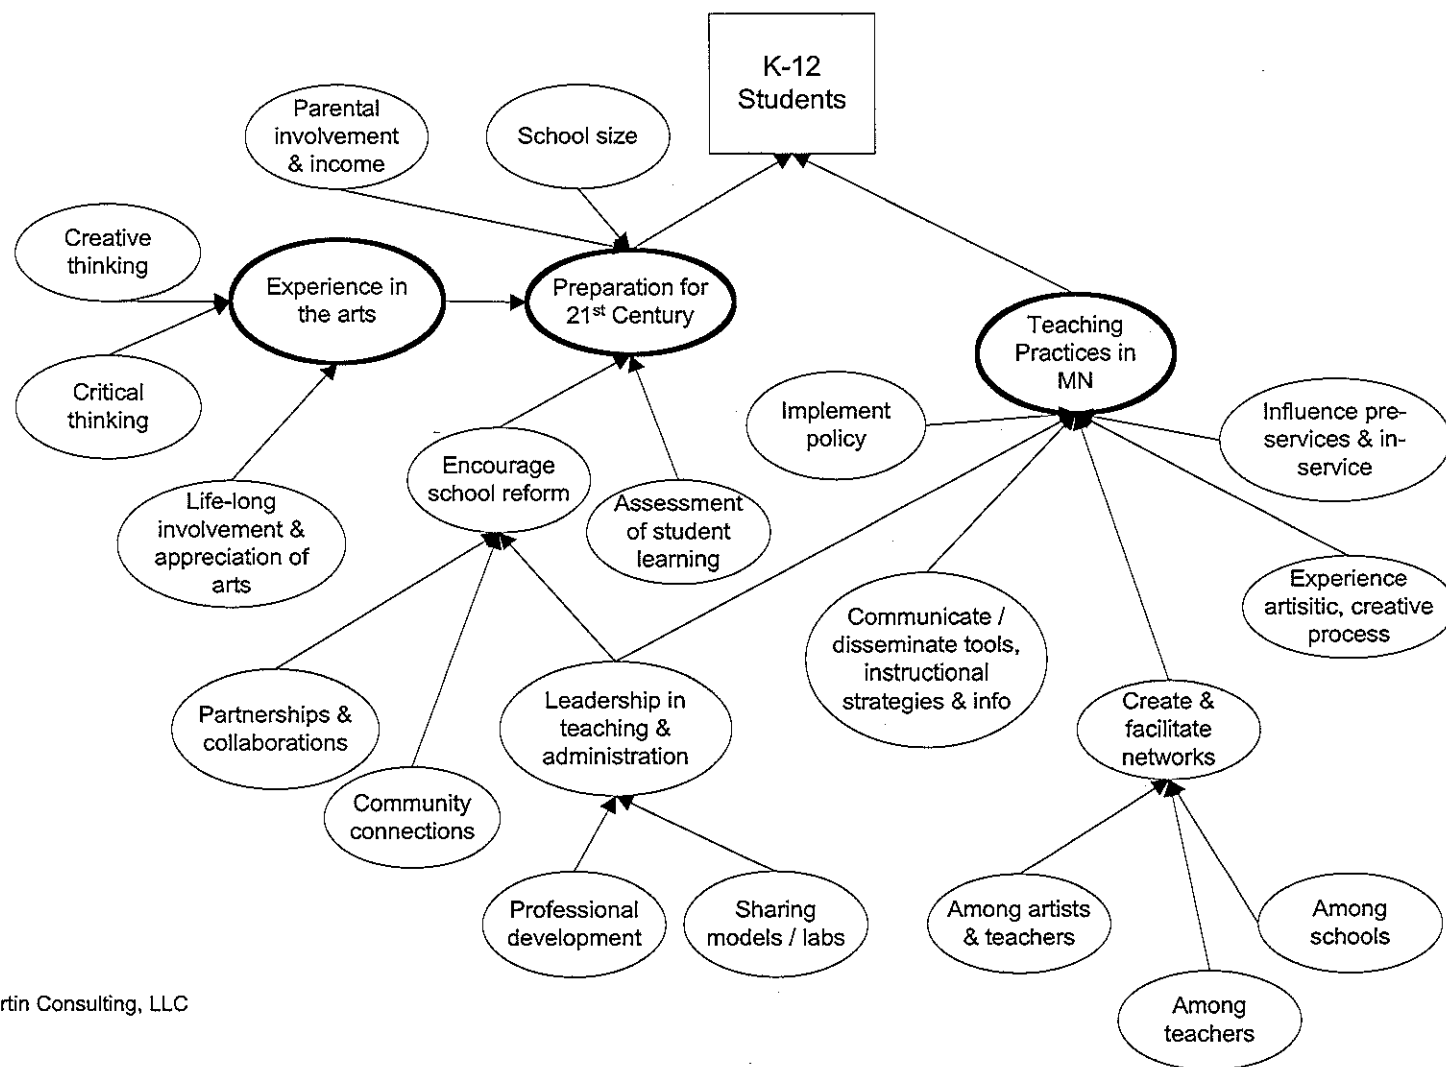 K-12
Students
Parental
involvement
& income
School size
Creative
thinking
Experience in
the arts
Preparation for
21st Century
Teaching
Practices in
MN
Critical
thinking
Implement
policy
Influence pre-
services & in-
service
Encourage
school reform
Life-long
involvement &
appreciation of
arts
Assessment
of student
learning
Experience
artisitic, creative
process
Communicate /
disseminate tools,
instructional
strategies & info
Partnerships &
collaborations
Leadership in
teaching &
administration
Create &
facilitate
networks
Community
connections
Professional
development
Sharing
models / labs
Among artists
& teachers
Among
schools
Among
teachers
rtin Consulting, LLC